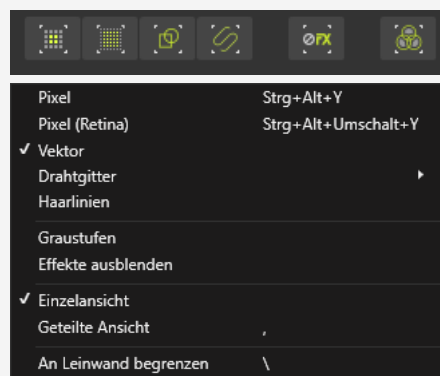 FX
Pixel Strg+Alt+Y
Pixel (Retina) Strg+Alt+Umschalt+Y
Vektor
Drahtgitter
Haarlinien
Graustufen
Effekte ausblenden
Einzelansicht
Geteilte Ansicht ,
An Leinwand begrenzen \